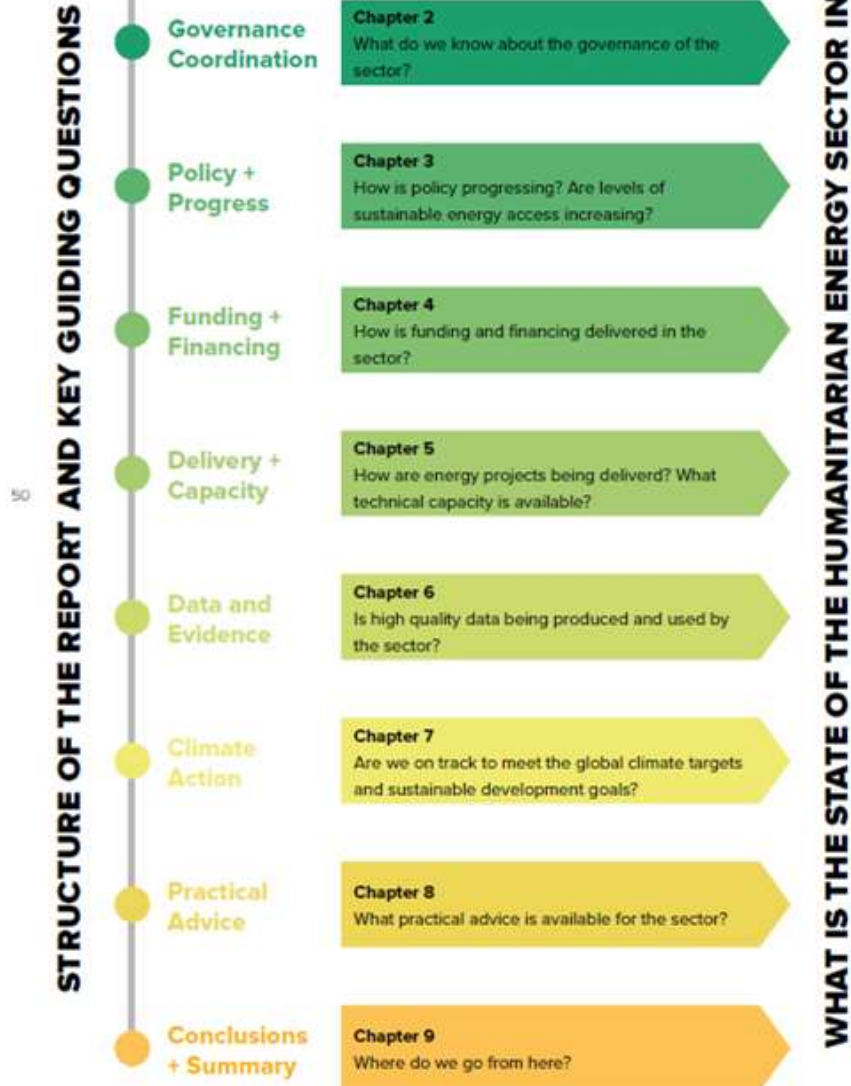 STRUCTURE OF THE REPORT AND KEY GUIDING QUESTIONS
Governance
Coordination
Chapter 2
What do we know about the governance of the
sector?
Policy +
Progress
Chapter 3
How is policy progressing? Are levels of
sustainable energy access increasing?
Funding +
Financing
Chapter 4
How is funding and financing delivered in the
sector?
Delivery +
Capacity
Chapter 5
How are energy projects being deliverd? What
technical capacity is available?
50
Data and
Evidence
Chapter 6
Is high quality data being produced and used by
the sector?
Climate
Action
Chapter 7
Are we on track to meet the global climate targets
and sustainable development goals?
Practical
Advice
Chapter 8
What practical advice is available for the sector?
Conclusions
+ Summary
Chapter 9
Where do we go from here?
WHAT IS THE STATE OF THE HUMANITARIAN ENERGY SECTOR IN